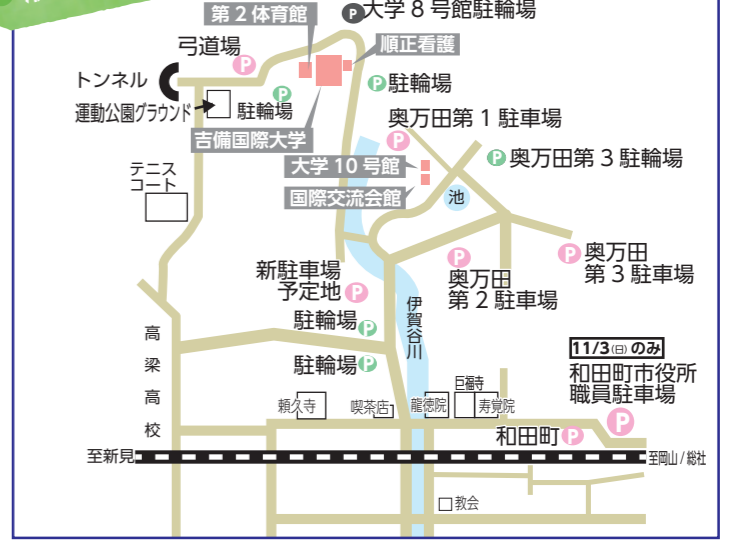 第2体育館
P大学8号館駐輪場
弓道場
P
順正看護
トンネル
P
P駐輪場
運動公園グラウンド
駐輪場
奥万田第1駐車場
吉備国際大学
P
大学10号館
P奥万田第3駐輪場
テニス
コート
国際交流会館
池
P奥万田
第3駐車場
P
奥万田
第2駐車場
新駐車場
予定地P
伊賀谷川
駐輪場P
高梁高校
11/3(日)のみ
和田町市役所
職員駐車場
P
駐輪場P
巨福寺
頼久寺
喫茶店
龍徳院
寿覚院
和田町P
至新見
至岡山/総社
教会